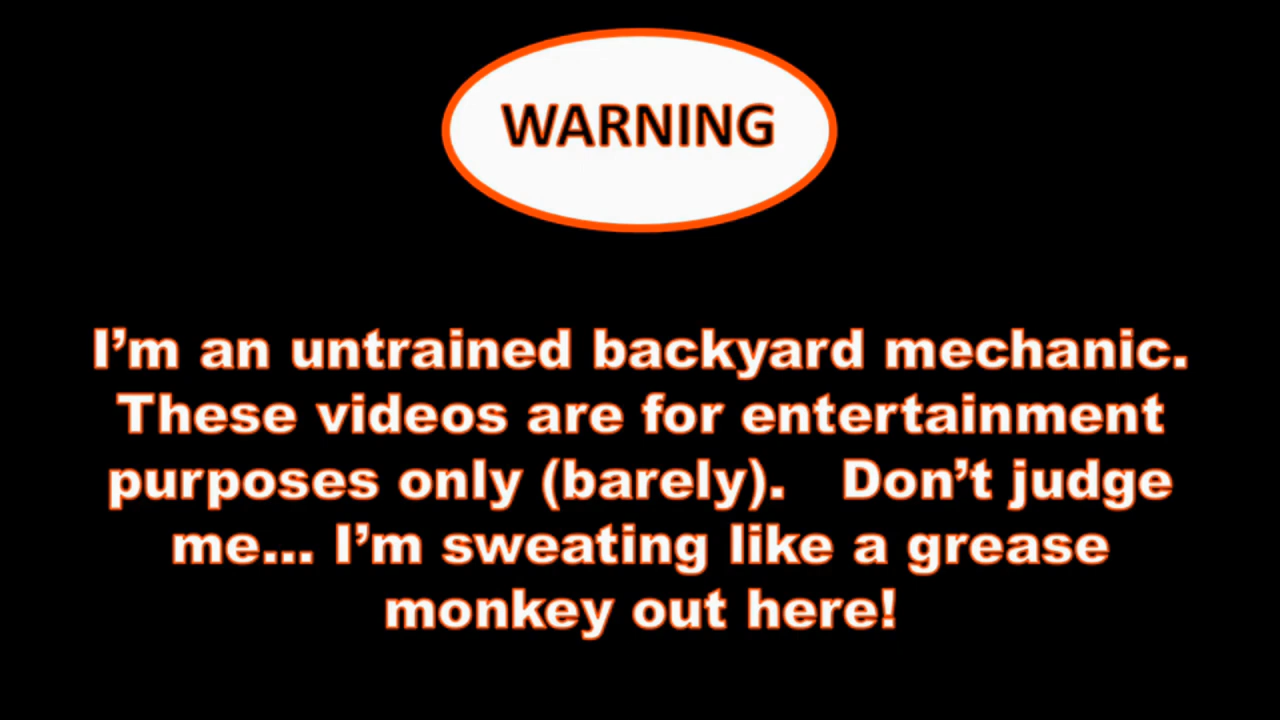 WARNING
I’m an untrained backyard mechanic.
These videos are for entertainment
purposes only (barely).   Don’t judge
me... I’m sweating like a grease
monkey out here!